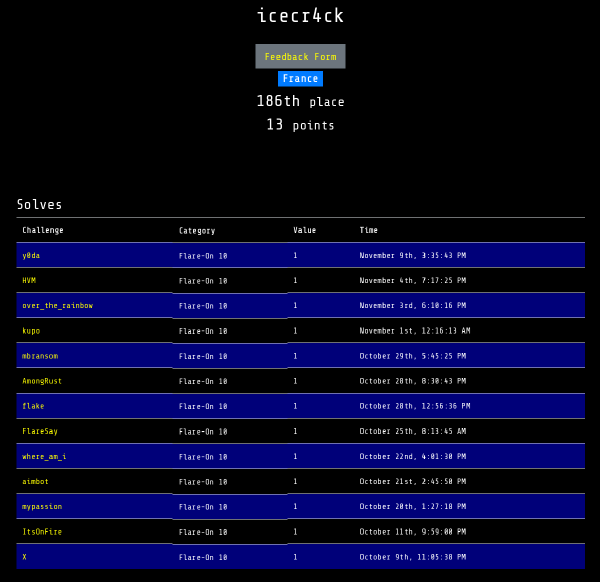 icecr4ck
Feedback Form
France
186th place
13 points
Solves
Challenge Category Value Time
y0da Flare-On 10 1 November 9th, 3:35:43 PM
HVM Flare-On 10 1 November 4th, 7:17:25 PM
over_the_rainbow Flare-On 10 1 November 3rd, 6:10:16 PM
kupo Flare-On 10 1 November 1st, 12:16:13 AM
mbransom Flare-On 10 1 October 29th, 5:45:25 PM
AmongRust Flare-On 10 1 October 28th, 8:30:43 PM
flake Flare-On 10 1 October 28th, 12:56:36 PM
FlareSay Flare-On 10 1 October 25th, 8:13:45 AM
where_am_i Flare-On 10 1 October 22nd, 4:01:30 PM
aimbot Flare-On 10 1 October 21st, 2:45:50 PM
mypassion Flare-On 10 1 October 20th, 1:27:18 PM
ItsOnFire Flare-On 10 1 October 11th, 9:59:00 PM
X Flare-On 10 1 October 9th, 11:05:30 PM